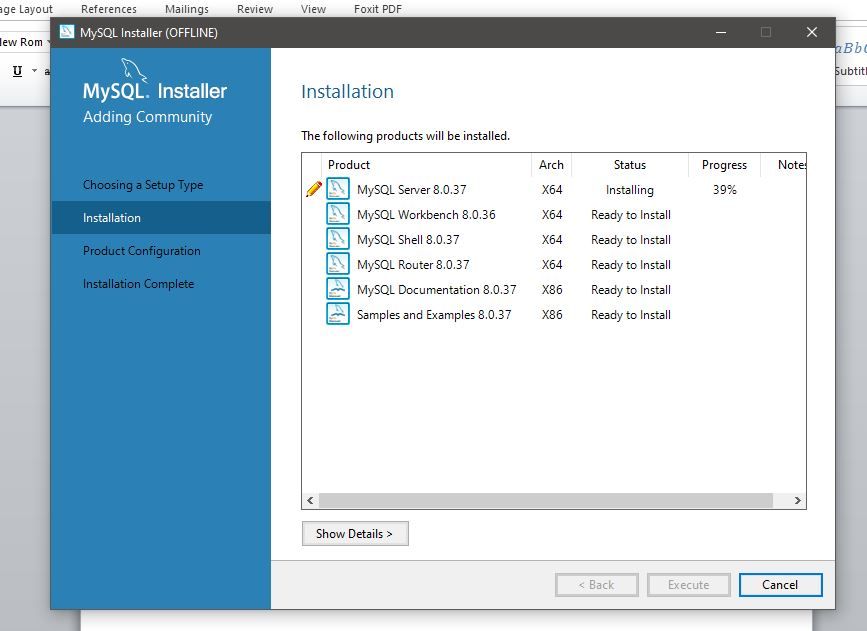 age Layout References Mailings Review View Foxit PDF
MySQL Installer (OFFLINE)
ew Rom
U
MySQL. Installer
Adding Community
Choosing a Setup Type
Installation
Product Configuration
Installation Complete
Installation
The following products will be installed.
Product Arch Status Progress Notes
MySQL Server 8.0.37 X64 Installing 39%
MySQL Workbench 8.0.36 X64 Ready to Install
MySQL Shell 8.0.37 X64 Ready to Install
MySQL Router 8.0.37 X64 Ready to Install
MySQL Documentation 8.0.37 X86 Ready to Install
Samples and Examples 8.0.37 X86 Ready to Install
Show Details >
< Back Execute Cancel
aBb
Subtitl